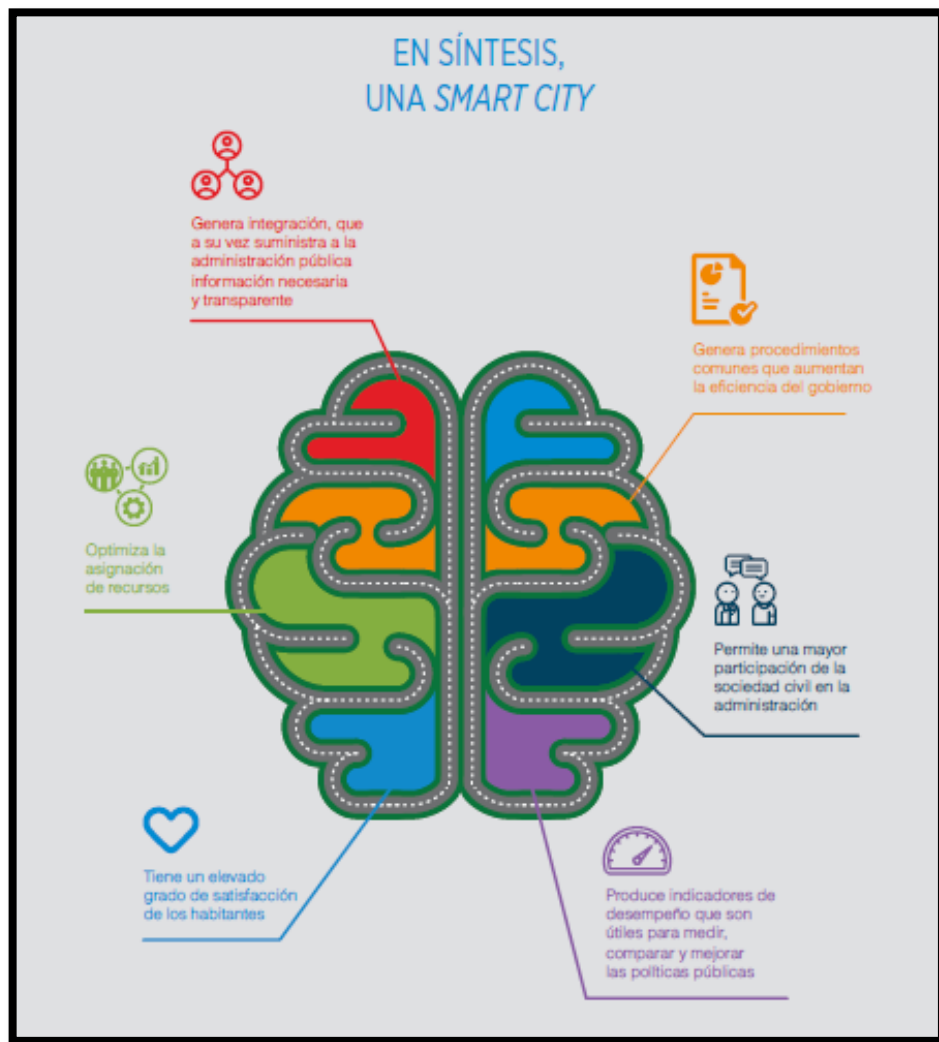 EN SÍNTESIS,
UNA SMART CITY
Genera integración, que
a su vez suministra a la
administración pública
información necesaria
y transparente
Genera procedimientos
comunes que aumentan
la eficiencia del gobierno
Optimiza la
asignación
de recursos
Permite una mayor
participación de la
sociedad civil en la
administración
Tiene un elevado
grado de satisfacción
de los habitantes
Produce indicadores de
desempeño que son
útiles para medir,
comparar y mejorar
las políticas públicas